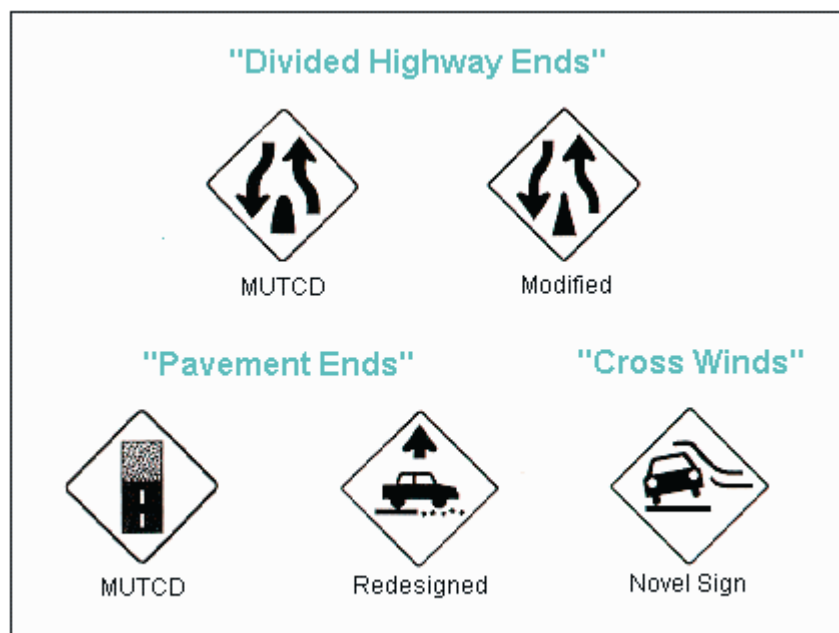 "Divided Highway Ends"
MUTCD Modified
"Pavement Ends" "Cross Winds"
MUTCD Redesigned Novel Sign